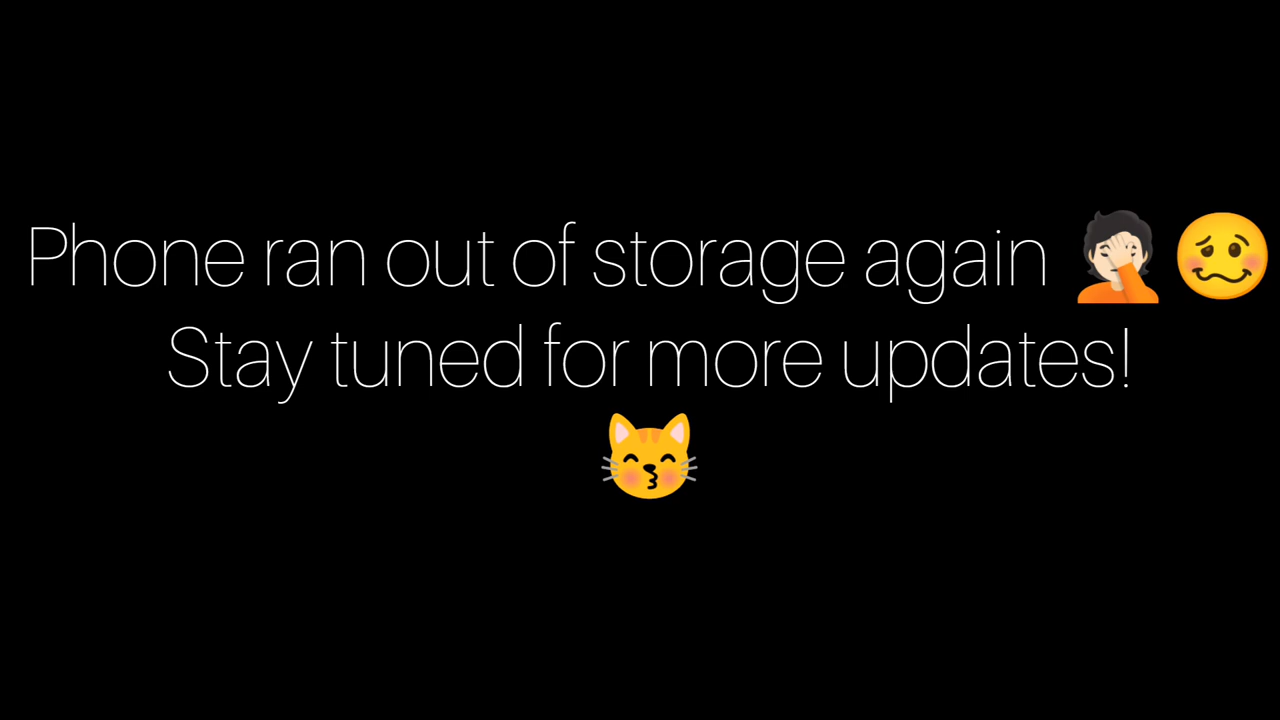 Phone ran out of storage again 🤦🏻🥴
Stay tuned for more updates!
😽